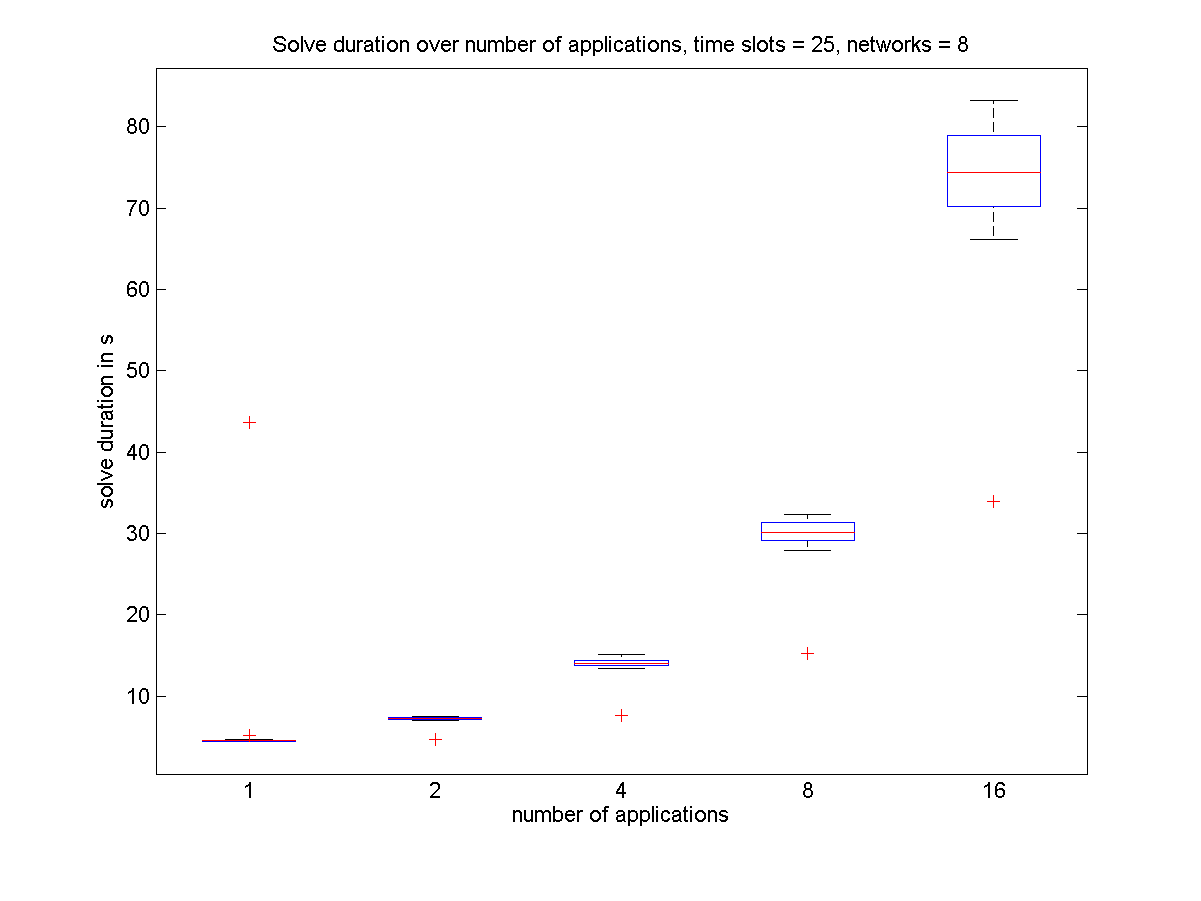 Solve duration over number of applications, time slots = 25, networks = 8
80
70
60
50
40
30
20
10
solve duration in s
1 2 4 8 16
number of applications